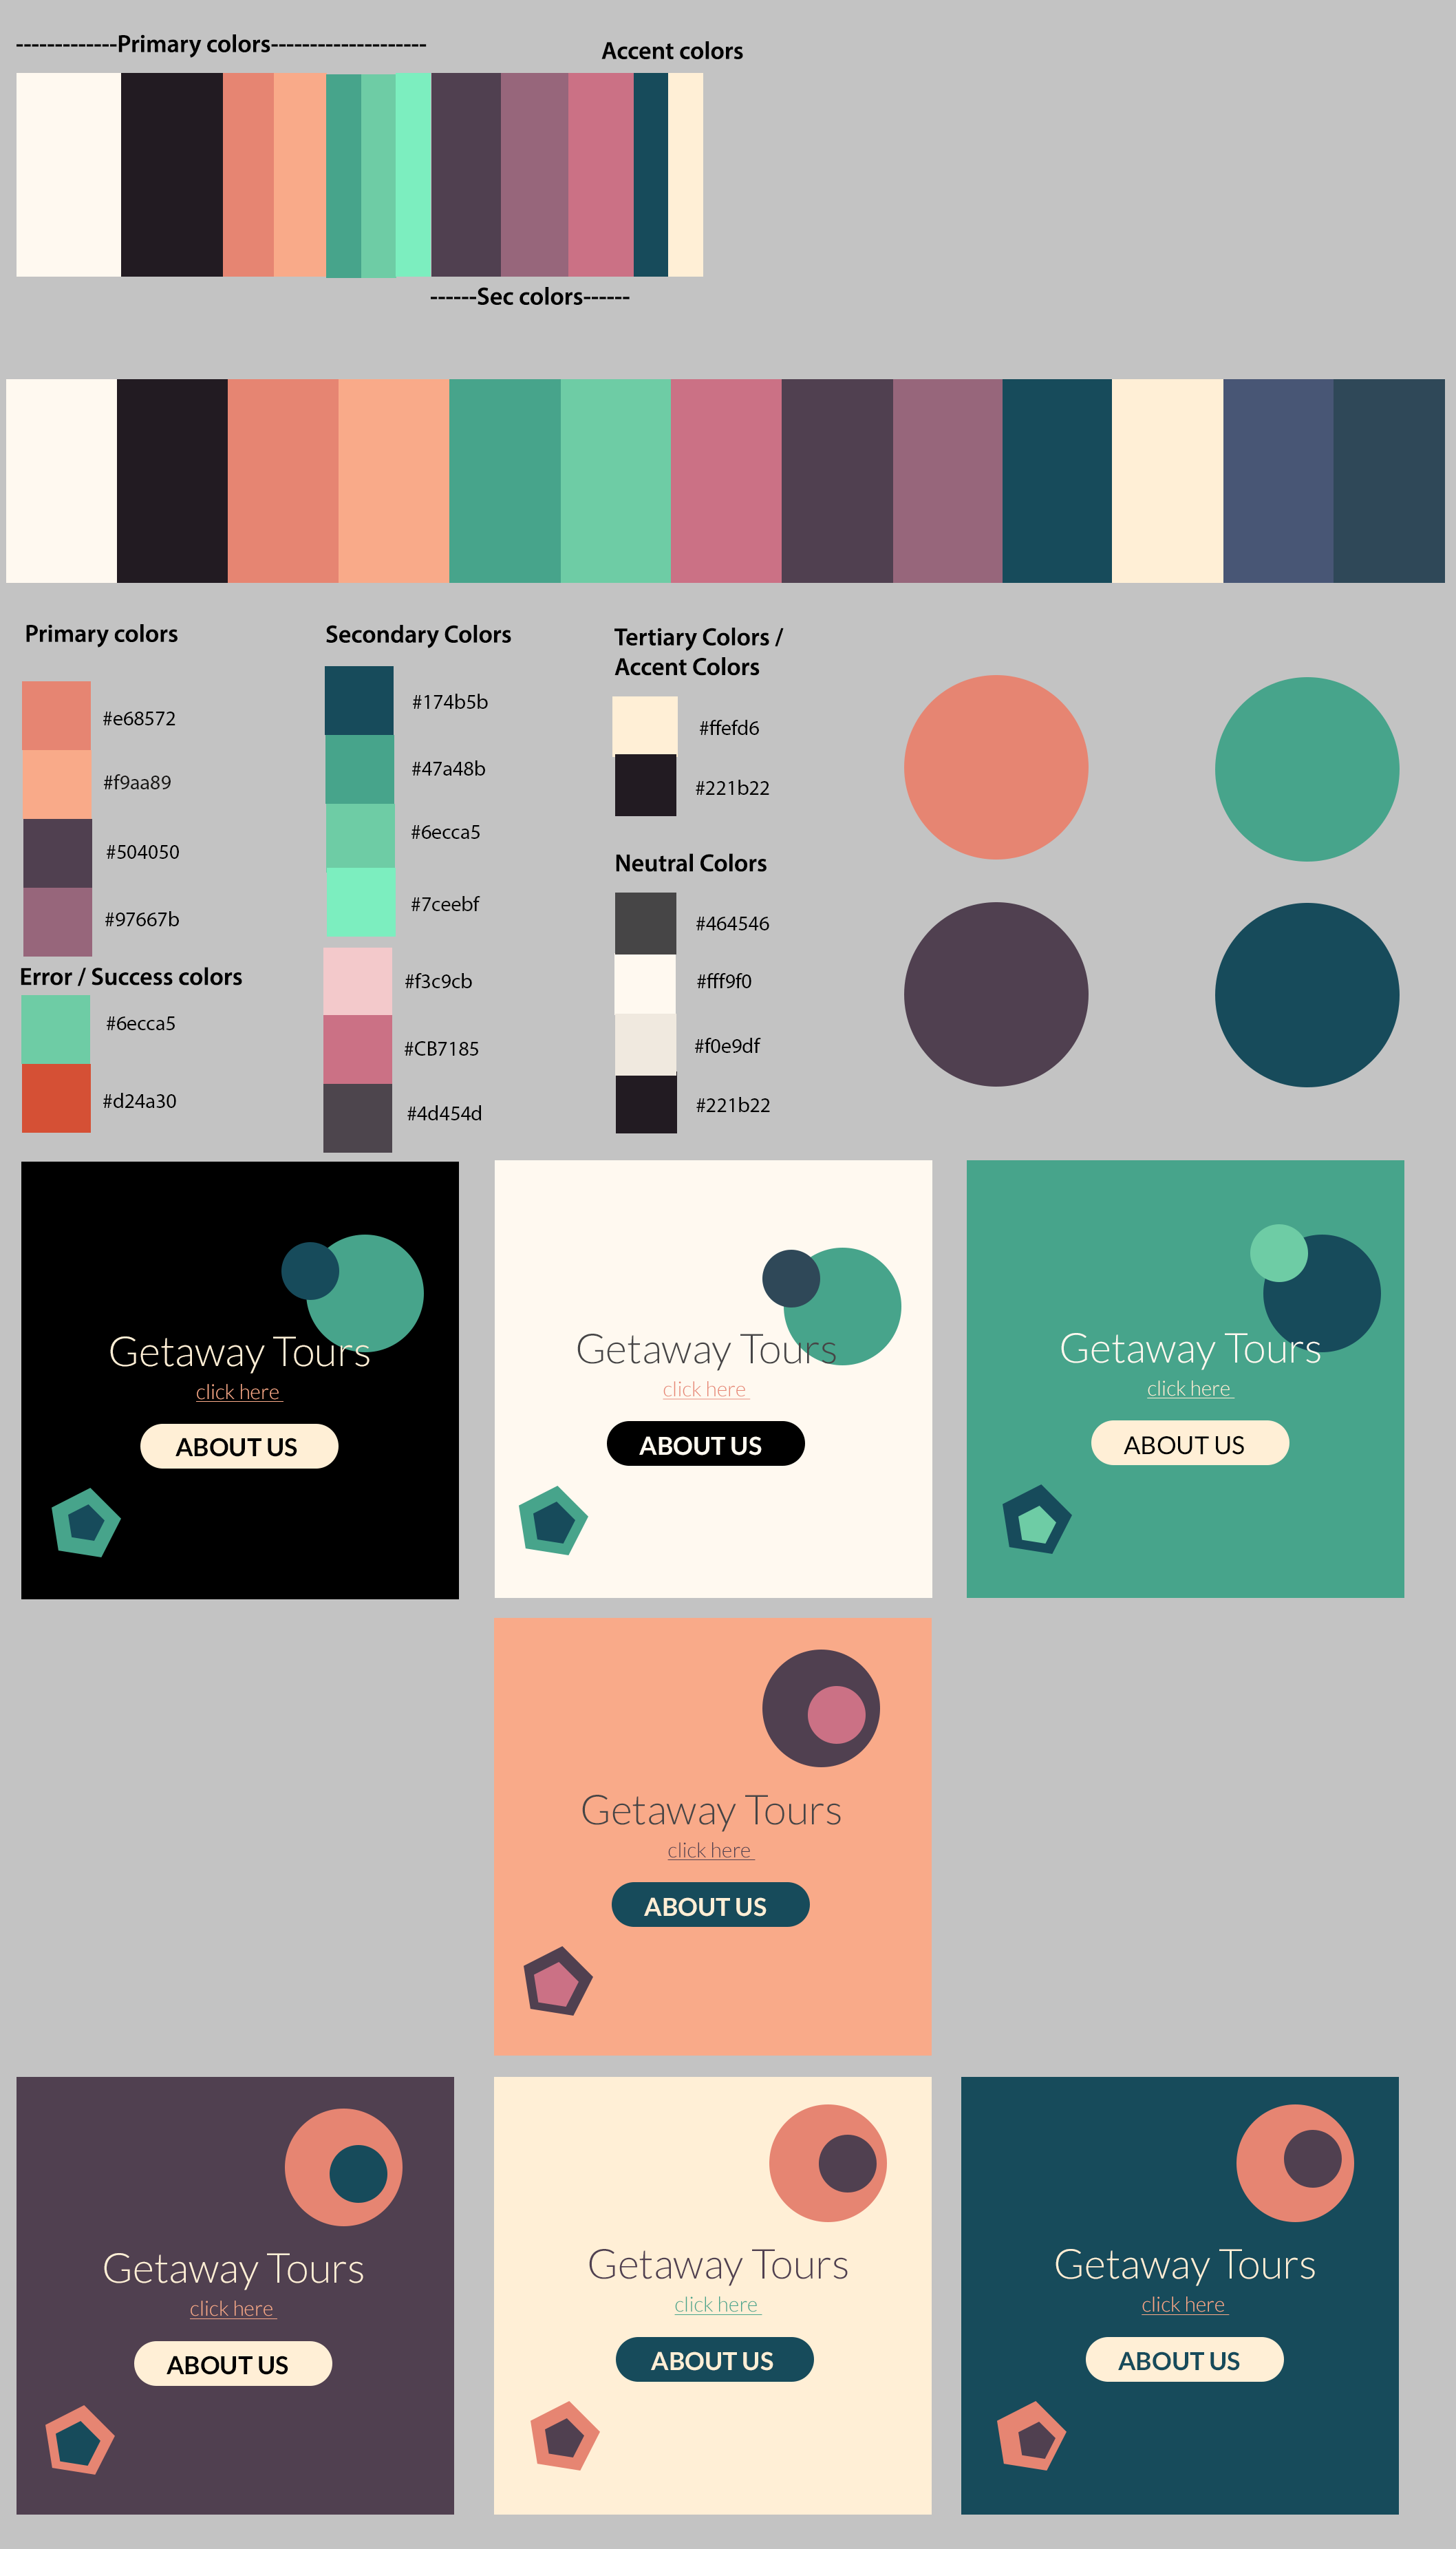 -------------Primary colors--------------------
Accent colors
------Sec colors------
Primary colors
#e68572
#f9aa89
#504050
#97667b
Error / Success colors
#6ecca5
#d24a30
Secondary Colors
#174b5b
#47a48b
#6ecca5
#7ceebf
#f3c9cb
#CB7185
#4d454d
Tertiary Colors /
Accent Colors
#ffefd6
#221b22
Neutral Colors
#464546
#fff9f0
#f0e9df
#221b22
Getaway Tours
click here
ABOUT US
Getaway Tours
click here
ABOUT US
Getaway Tours
click here
ABOUT US
Getaway Tours
click here
ABOUT US
Getaway Tours
click here
ABOUT US
Getaway Tours
click here
ABOUT US
Getaway Tours
click here
ABOUT US